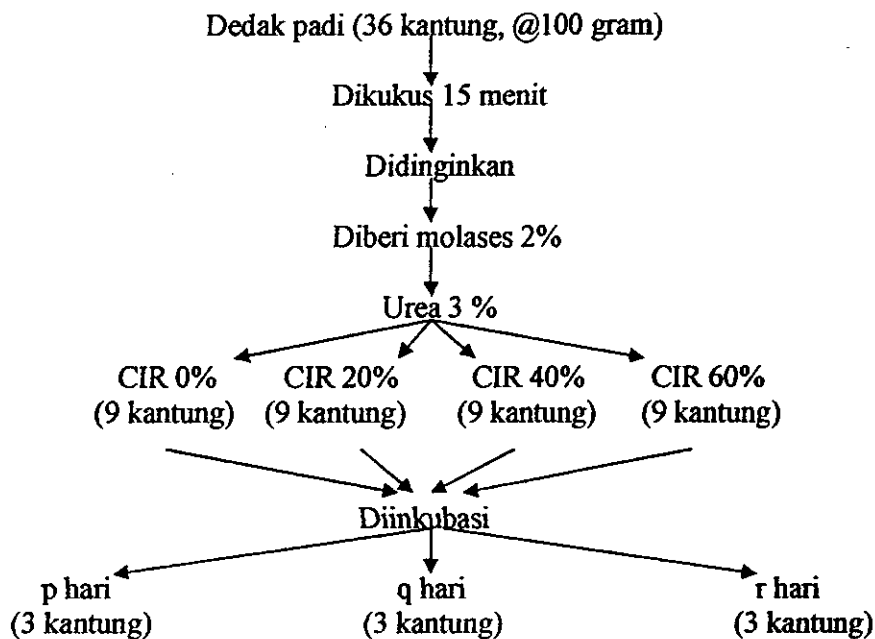 Dedak padi (36 kantung, @100 gram)
Dikukus 15 menit
Didinginkan
Diberi molases 2%
Urea 3 %
CIR 0% CIR 20% CIR 40% CIR 60%
(9 kantung) (9 kantung) (9 kantung) (9 kantung)
Diinkubasi
p hari q hari r hari
(3 kantung) (3 kantung) (3 kantung)